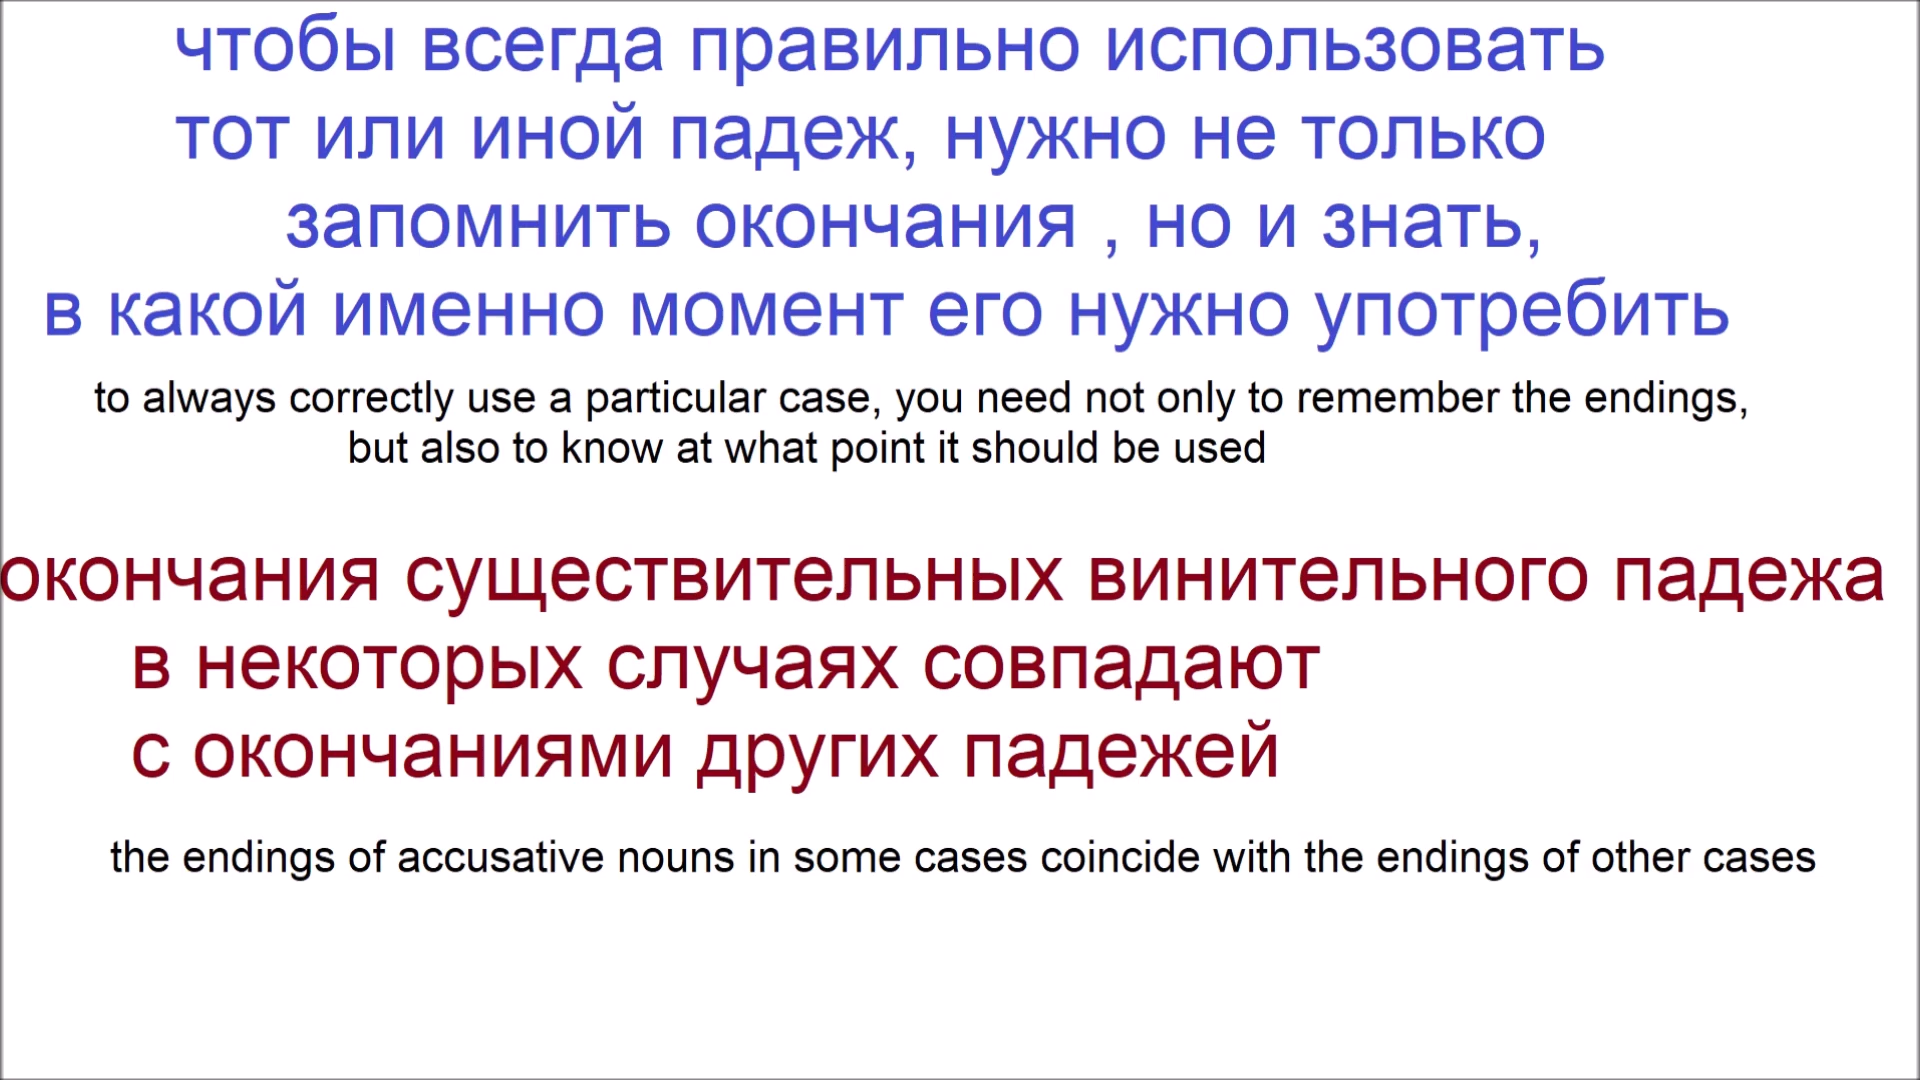 чтобы всегда правильно использовать
тот или иной падеж, нужно не только
запомнить окончания , но и знать,
в какой именно момент его нужно употребить
to always correctly use a particular case, you need not only to remember the endings,
but also to know at what point it should be used
окончания существительных винительного падежа
в некоторых случаях совпадают
с окончаниями других падежей
the endings of accusative nouns in some cases coincide with the endings of other cases